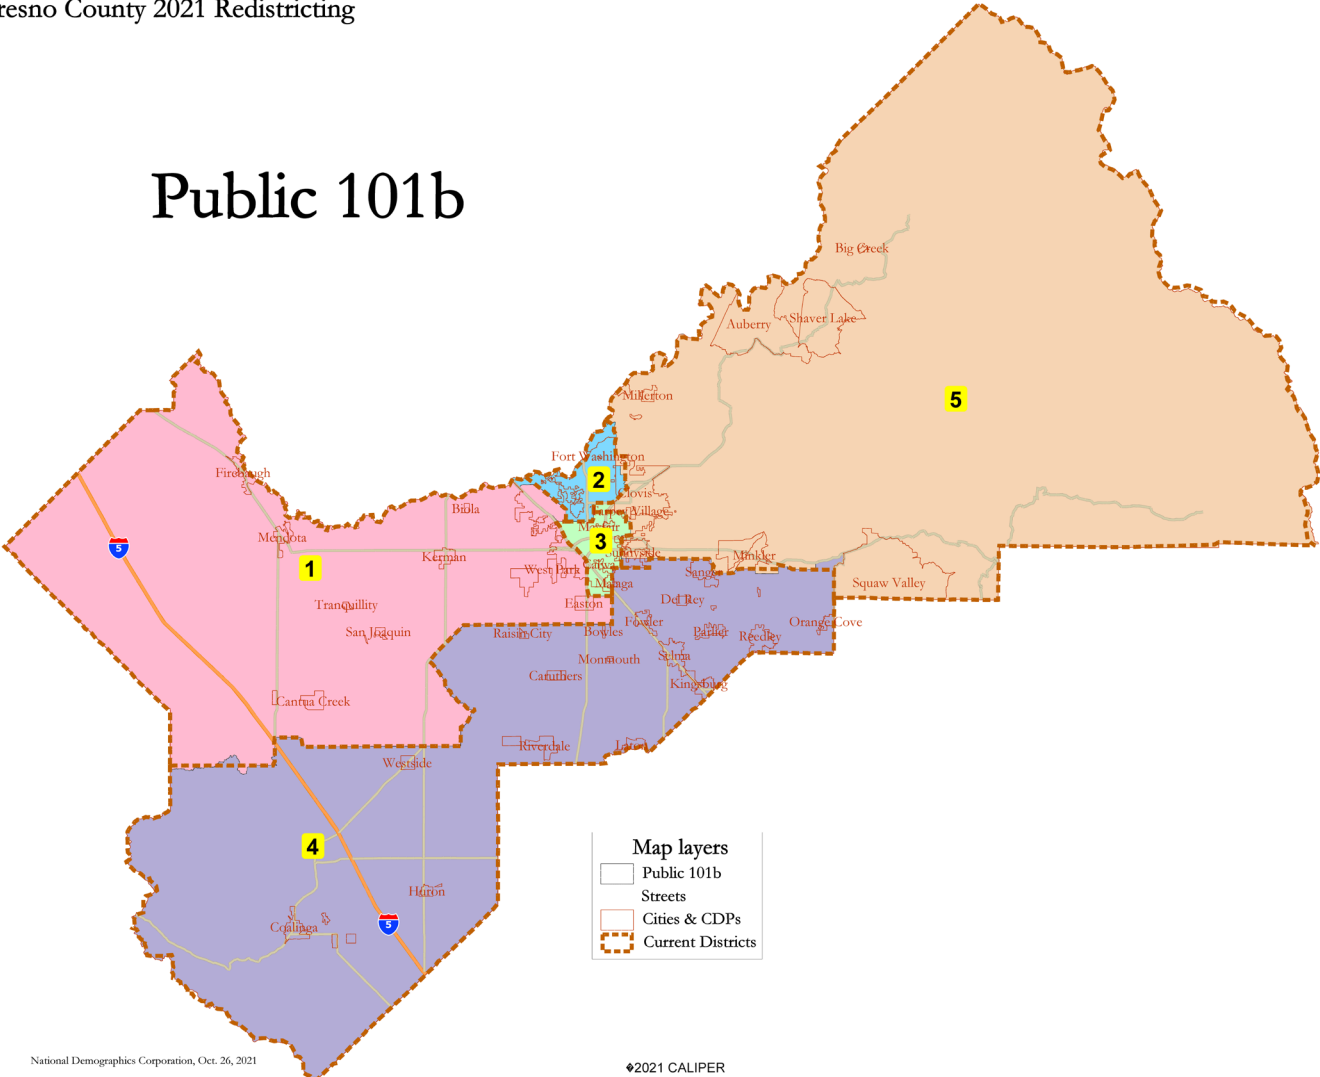 resno County 2021 Redistricting
Public 101b
Big Creek
Auberry
Shaver Lake
5
Millerton
Fort Washington
Firebaugh
2
Clovis
Biola
Mendota
5
3
Kerman
Minkler
1
West Park
Calwa
Sanger
Squaw Valley
Malaga
Tranquillity
Easton
Del Rey
San Joaquin
Raisin City
Bowles
Fowler
Parlier
Reedley
Orange Cove
Monmouth
Selma
Caruthers
Kingsburg
Cantua Creek
Riverdale
Laton
Westside
4
Map layers
Public 101b
Streets
Huron
Cities & CDPs
Coalinga
5
Current Districts
National Demographics Corporation, Oct. 26, 2021
�2021 CALIPER